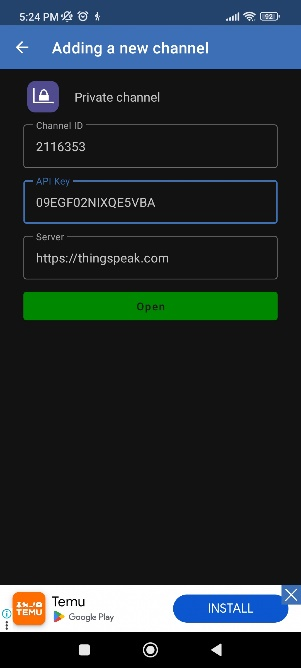 5:24 PM
92
Adding a new channel
Private channel
Channel ID
2116353
API Key
09EGF02NIXQE5VBA
Server
https://thingspeak.com
Open
TEMU
Temu
Google Play
INSTALL